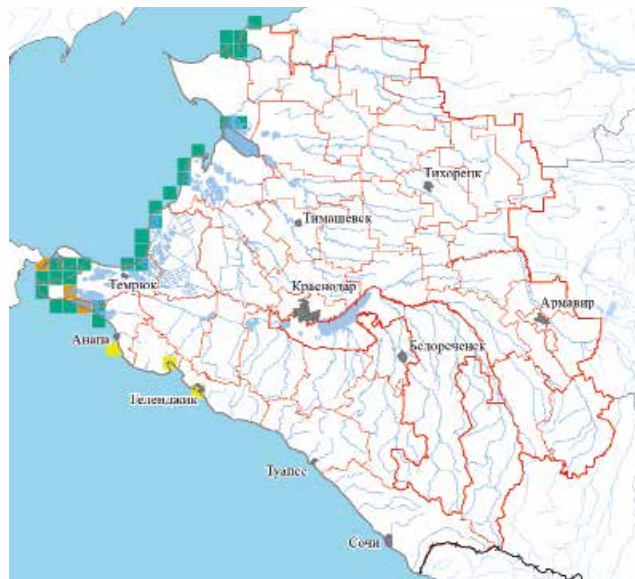 Тихорецк
Тимашевск
Темрюк
Краснодар
Армавир
Анапа
Белореченск
Геленджик
Туапсе
Сочи